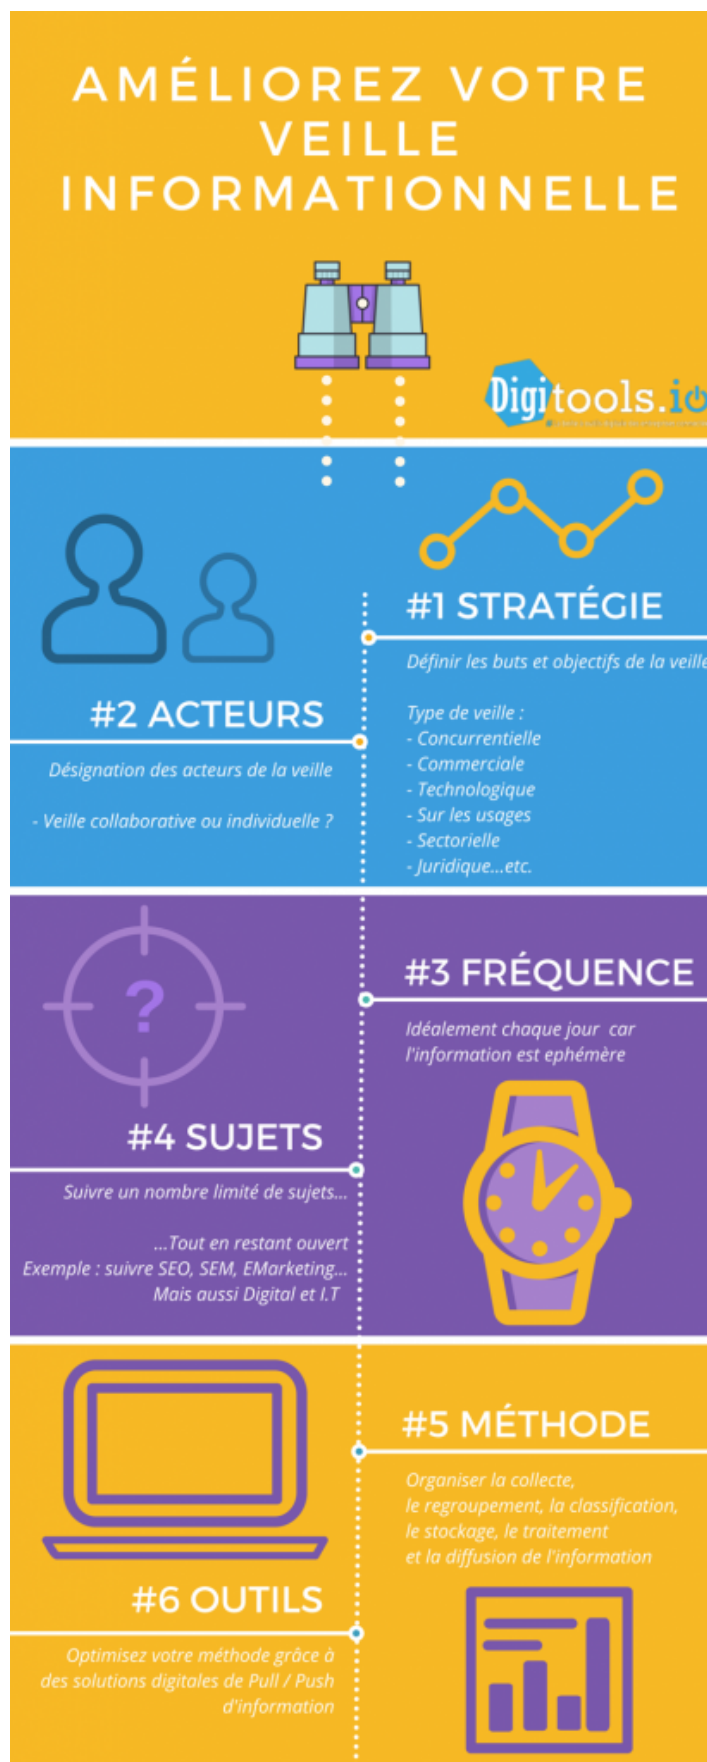 AMÉLIOREZ VOTRE
VEILLE
INFORMATIONNELLE
Digitools.io
#1 STRATÉGIE
Définir les buts et objectifs de la veille
Type de veille :
- Concurrentielle
- Commerciale
- Technologique
- Sur les usages
- Sectorielle
- Juridique...etc.
#2 ACTEURS
Désignation des acteurs de la veille
- Veille collaborative ou individuelle ?
#3 FRÉQUENCE
Idéalement chaque jour car
l'information est ephémère
?
#4 SUJETS
Suivre un nombre limité de sujets...
...Tout en restant ouvert
Exemple : suivre SEO, SEM, EMarketing...
Mais aussi Digital et I.T
#5 MÉTHODE
Organiser la collecte,
le regroupement, la classification,
le stockage, le traitement
et la diffusion de l'information
#6 OUTILS
Optimisez votre méthode grâce à
des solutions digitales de Pull / Push
d'information